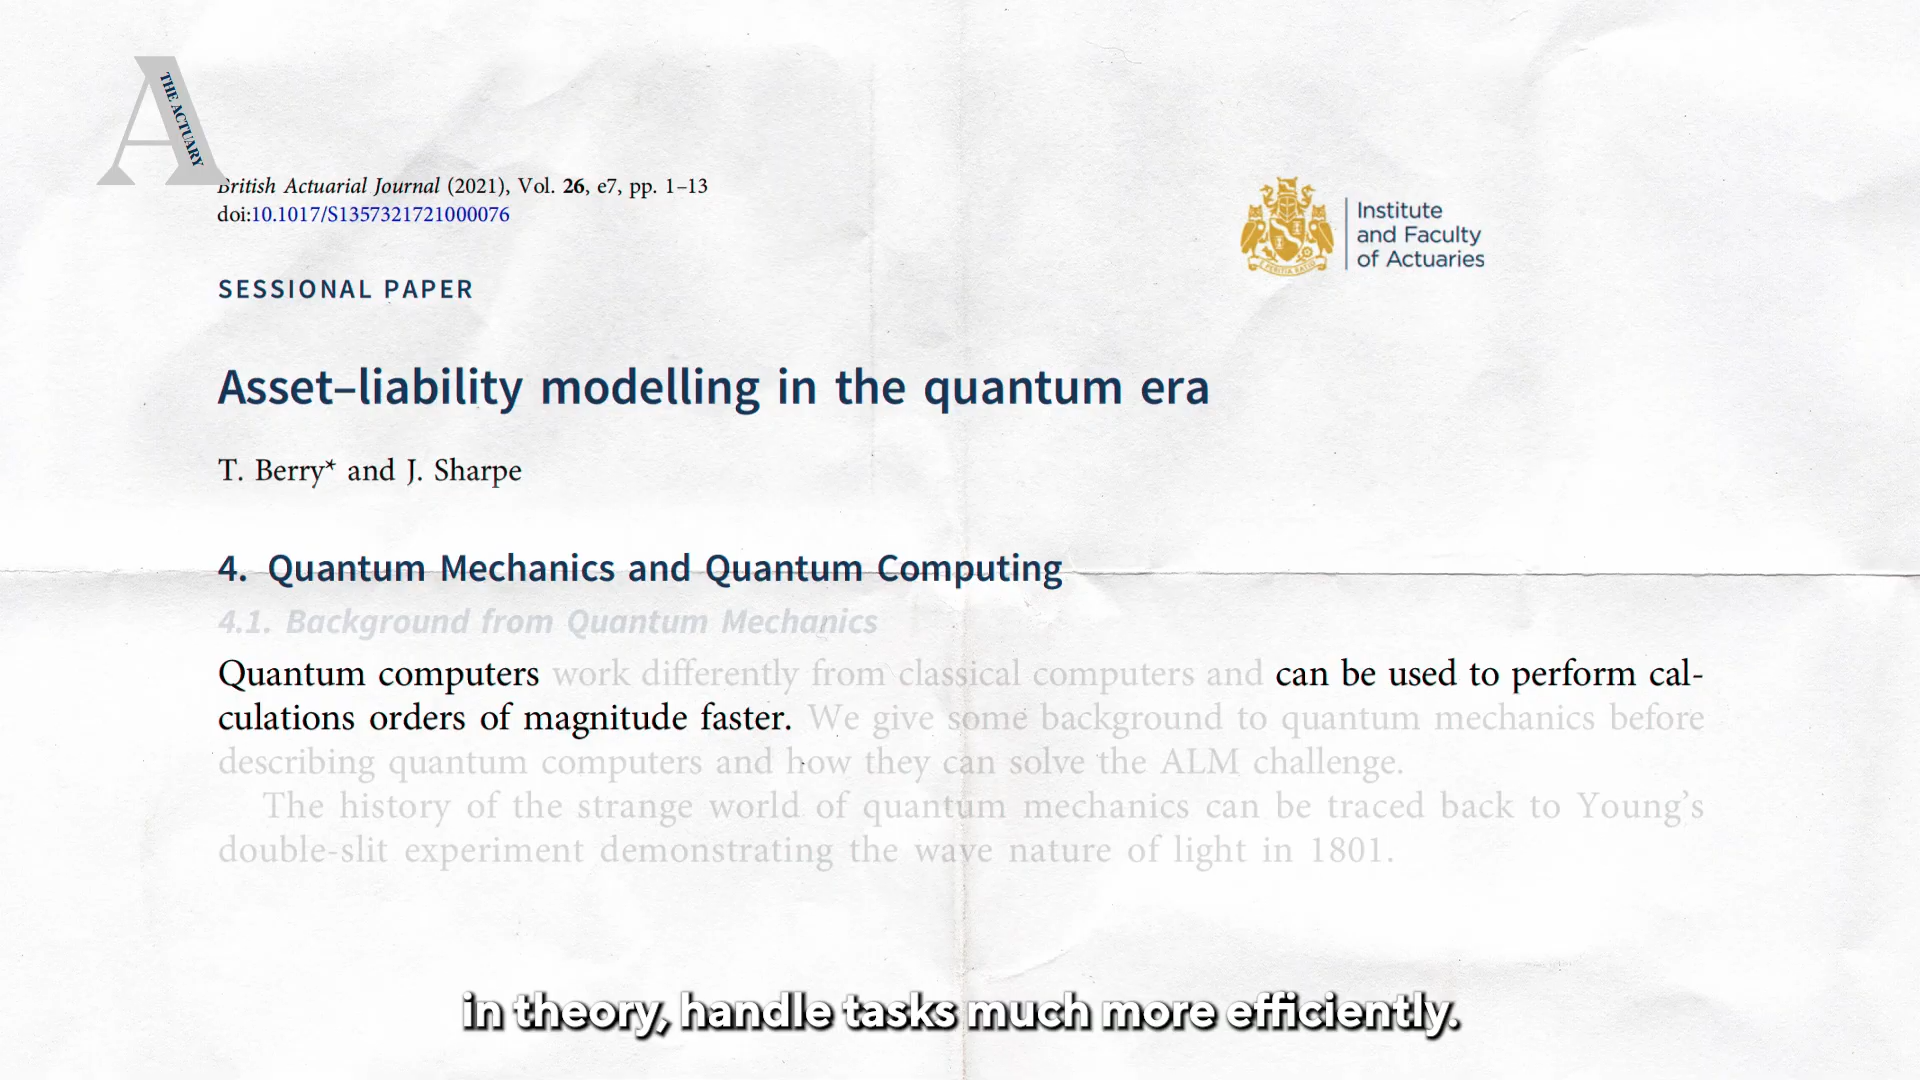 THE ACTUARY
British Actuarial Journal (2021), Vol. 26, e7, pp. 1–13
doi:10.1017/S1357321721000076
Institute
and Faculty
of Actuaries
SESSIONAL PAPER
Asset–liability modelling in the quantum era
T. Berry* and J. Sharpe
4. Quantum Mechanics and Quantum Computing
4.1. Background from Quantum Mechanics
Quantum computers work differently from classical computers and can be used to perform cal-
culations orders of magnitude faster. We give some background to quantum mechanics before
describing quantum computers and how they can solve the ALM challenge.
The history of the strange world of quantum mechanics can be traced back to Young's
double-slit experiment demonstrating the wave nature of light in 1801.
in theory, handle tasks much more efficiently.